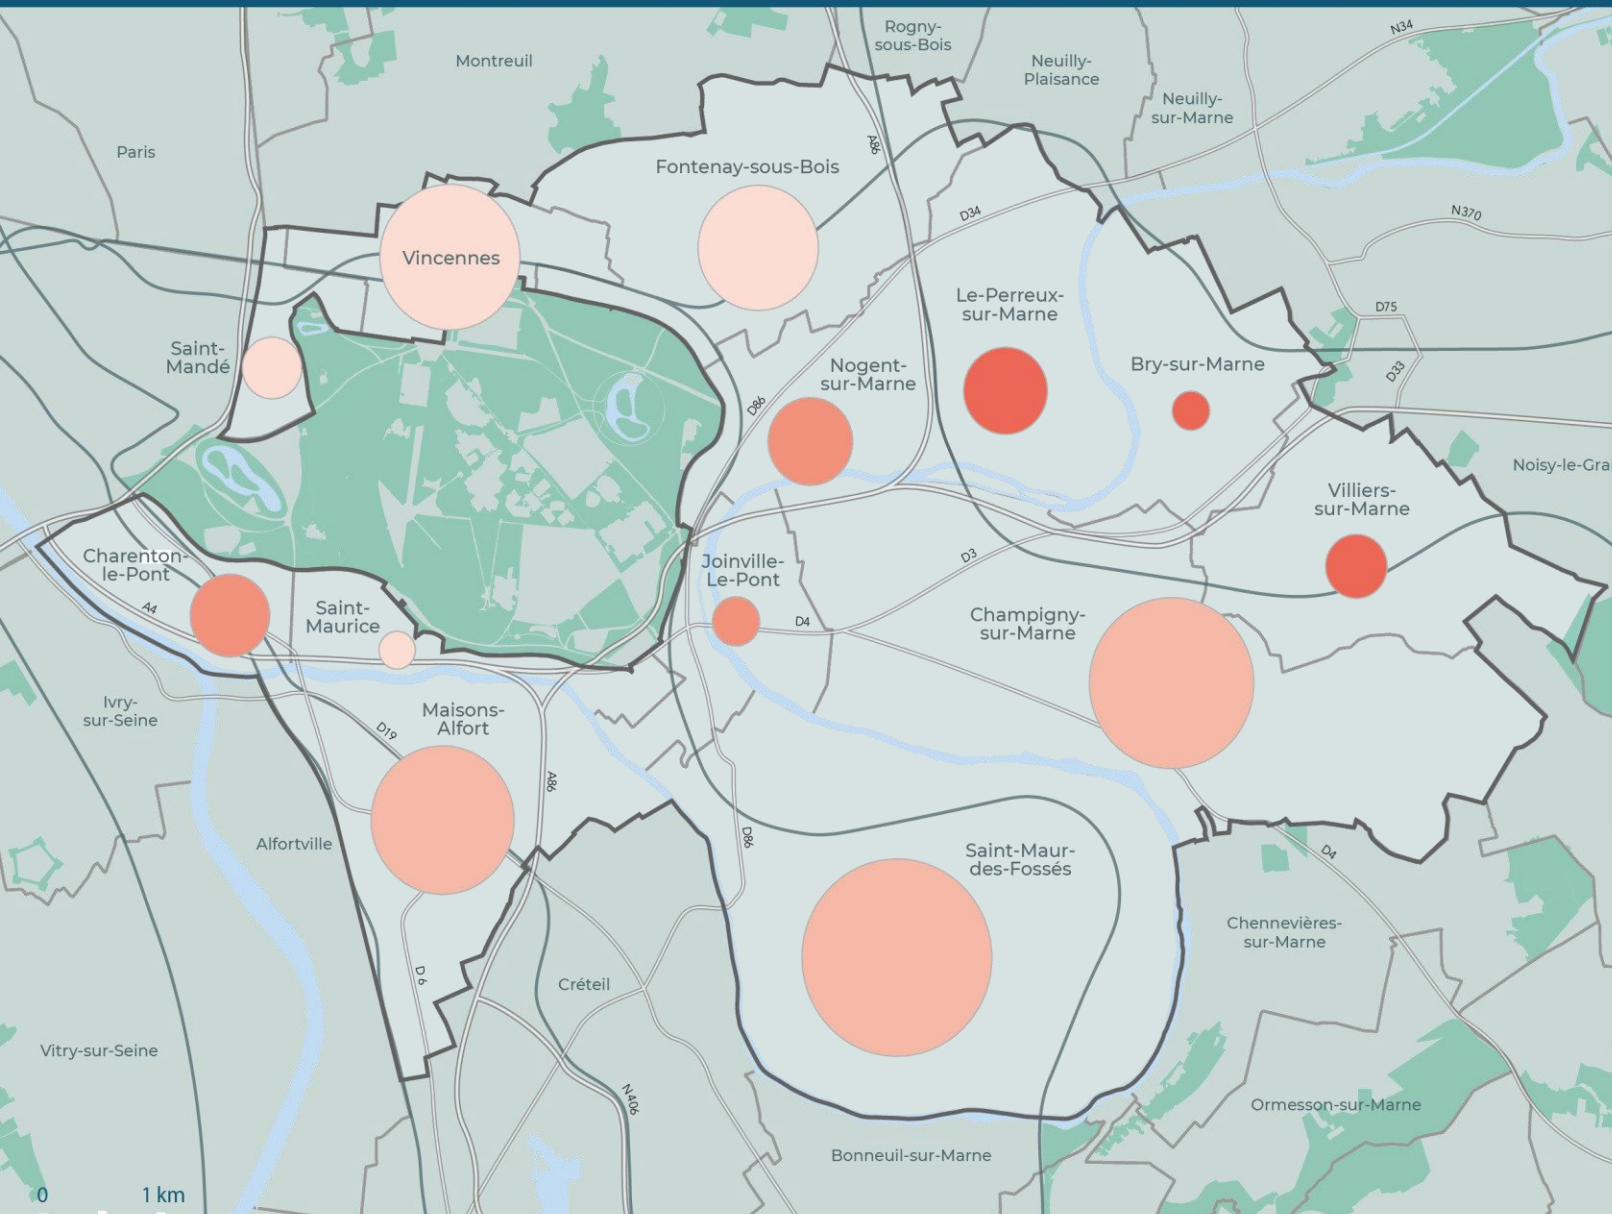 Rogny-
sous-Bois
N34
Montreuil
Neuilly-
Plaisance
Neuilly-
sur-Marne
A86
Paris
Fontenay-sous-Bois
D34
N370
Vincennes
Le-Perreux-
sur-Marne
D75
Saint-
Mandé
Nogent-
sur-Marne
Bry-sur-Marne
D33
D86
Noisy-le-Gra
Villiers-
sur-Marne
Charenton-
le-Pont
Joinville-
Le-Pont
D3
A4
Saint-
Maurice
D4
Champigny-
sur-Marne
Ivry-
sur-Seine
Maisons-
Alfort
D19
A86
Alfortville
D86
Saint-Maur-
des-Fossés
D4
Chennevières-
sur-Marne
D6
Créteil
Vitry-sur-Seine
N406
Ormesson-sur-Marne
Bonneuil-sur-Marne
0 1 km